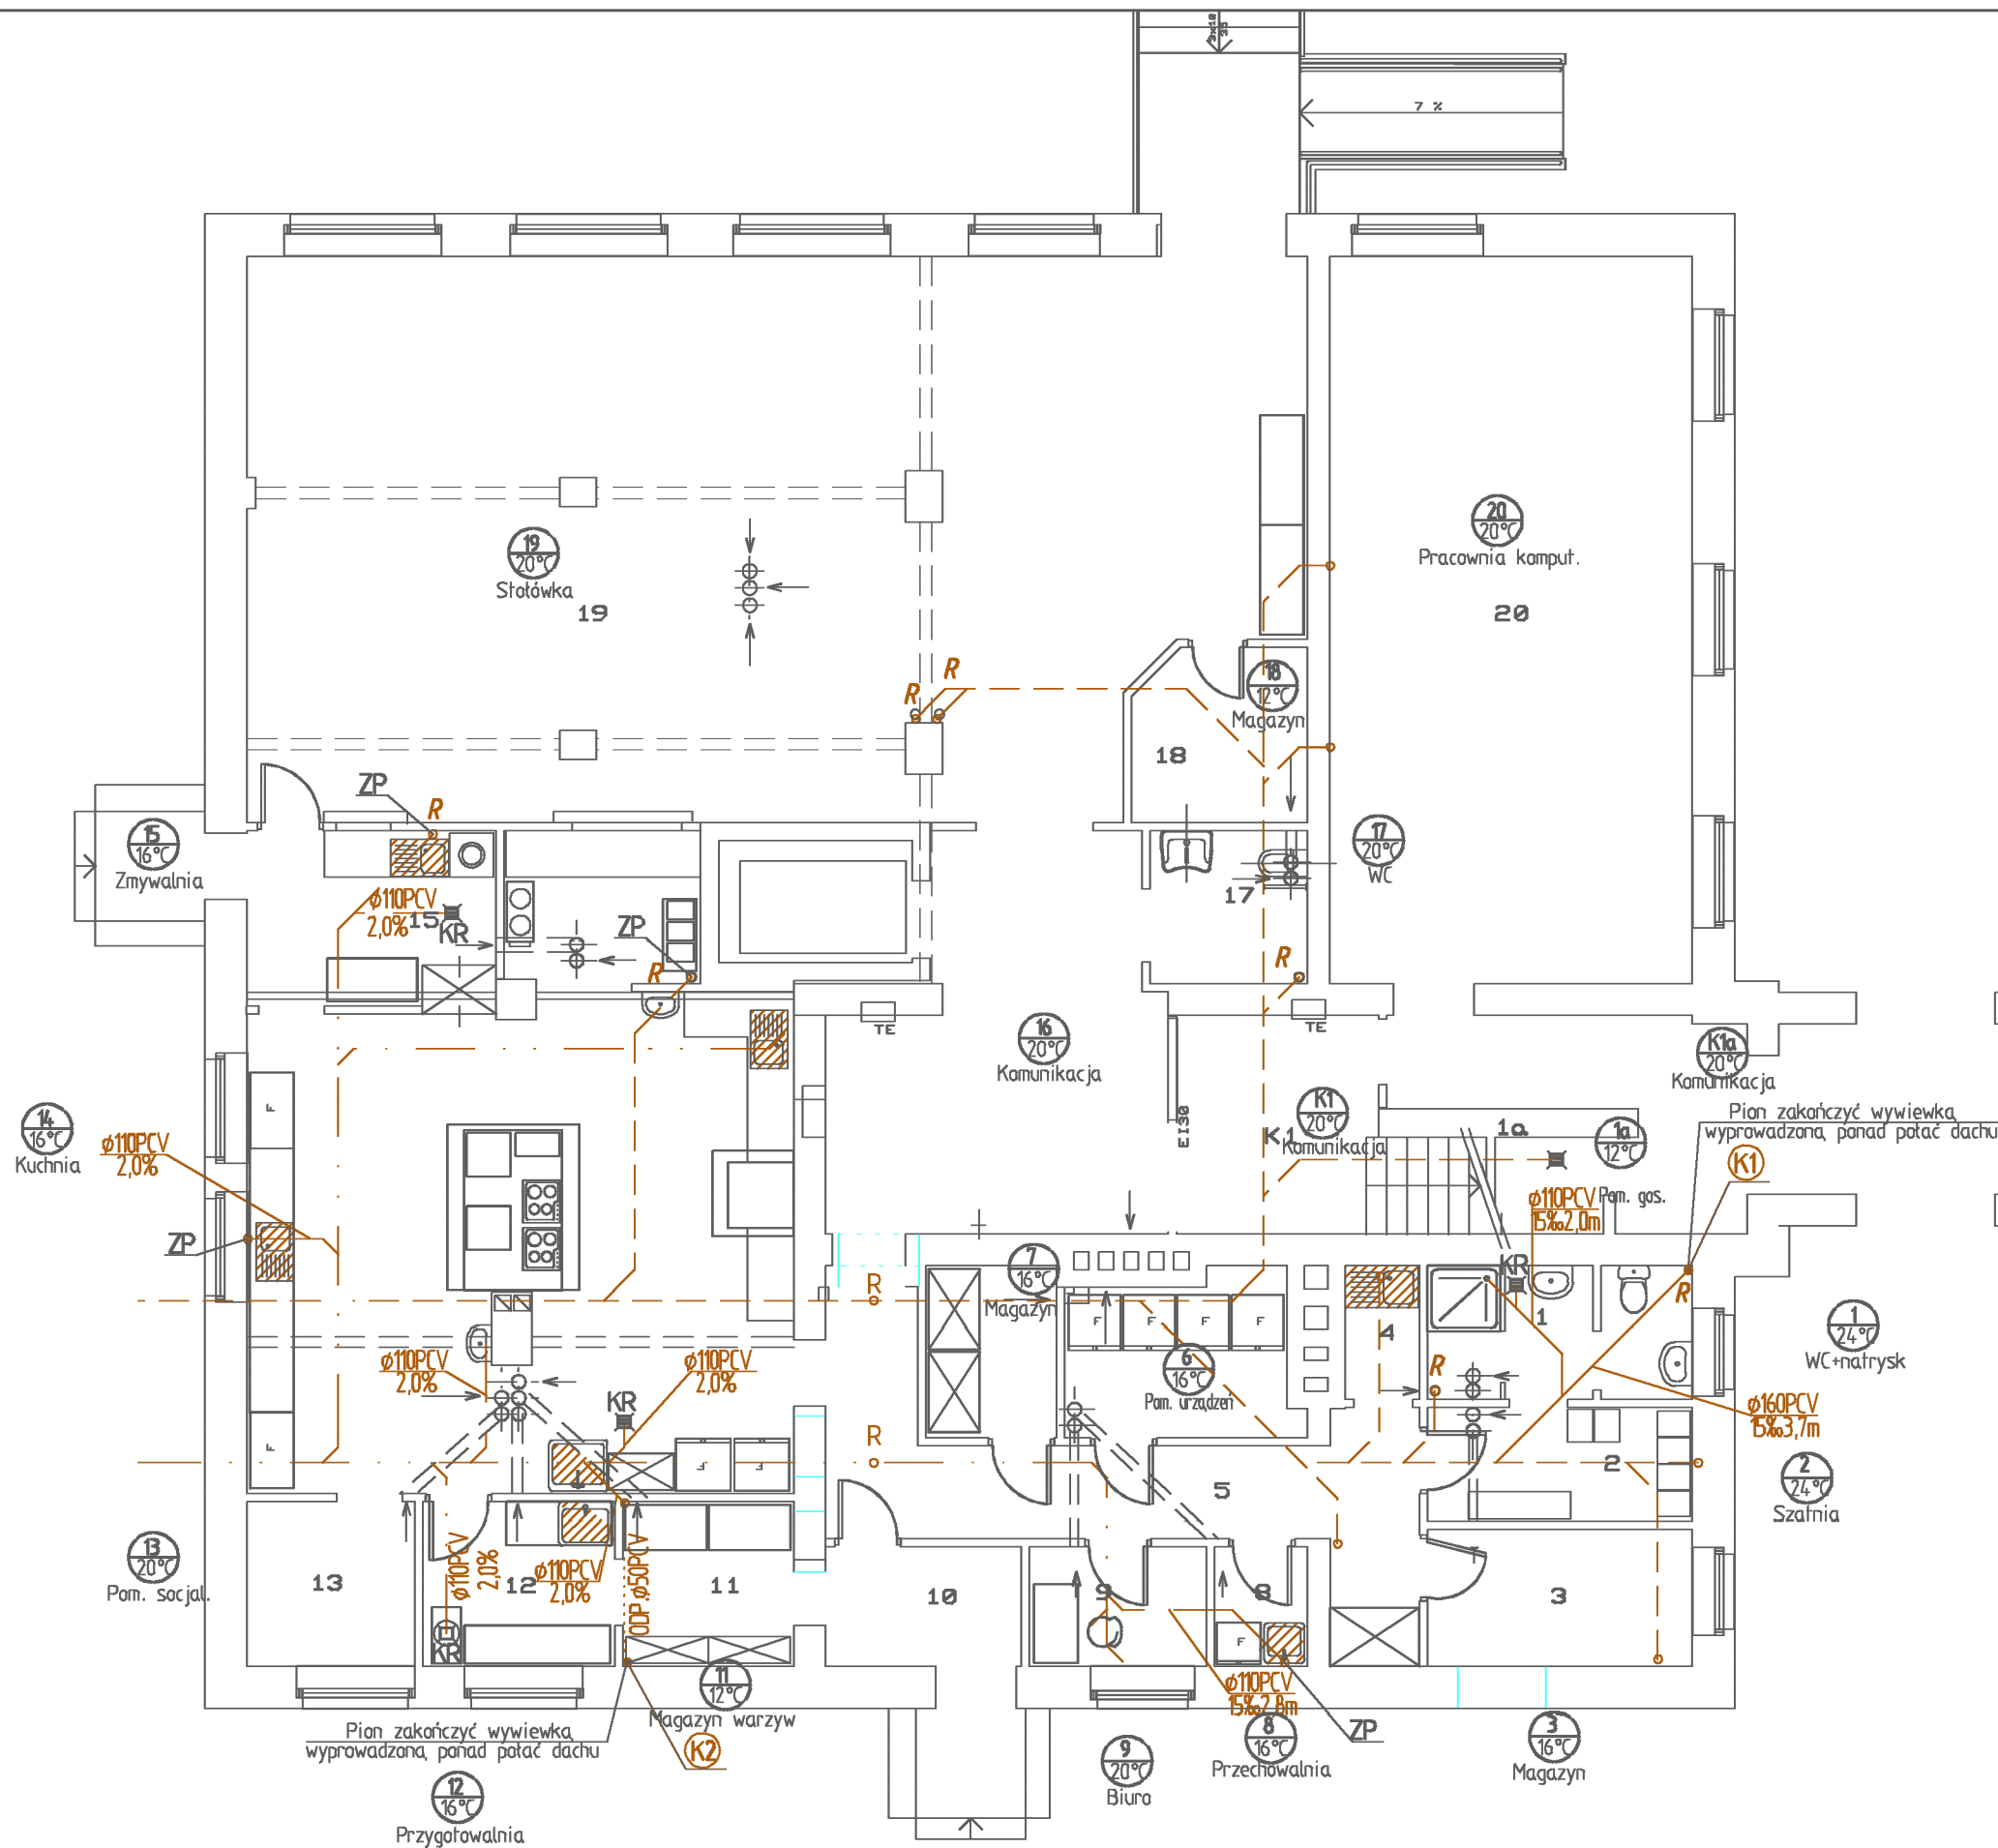 3x18
35
7 %
20
20°C
Pracownia komput.
20
19
20°C
Stołówka
19
R
R
18
12°C
Magazyn
18
ZP
R
15
16°C
Zmywalnia
17
20°C
WC
ø110PCV
2,0%
15
KR
ZP
17
R
R
TE
TE
16
20°C
Komunikacja
K1a
20°C
Komunikacja
14
16°C
Kuchnia
F
ø110PCV
2,0%
EI30
K1
20°C
K1
Komunikacja
1a
1a
12°C
Pom. gos.
Pion zakończyć wywiewką
wyprowadzoną ponad połać dachu
K1
ø110PCV
15‰2,0m
ZP
KR
7
16°C
Magazyn
R
R
F
F
F
F
4
1
1
24°C
WC+natrysk
6
16°C
Pom. urządzeń
R
ø110PCV
2,0%
ø110PCV
2,0%
KR
ø160PCV
15‰3,7m
R
F
F
F
2
2
24°C
Szatnia
5
13
20°C
Pom. socjal.
13
ø110PCV
2,0%
12
ø110PCV
2,0%
ODP.ø50PCV
11
10
9
8
3
KR
F
11
12°C
Magazyn warzyw
ø110PCV
15‰2,8m
ZP
Pion zakończyć wywiewką
wyprowadzoną ponad połać dachu
K2
8
16°C
Przechowalnia
3
16°C
Magazyn
9
20°C
Biuro
12
16°C
Przygotowalnia